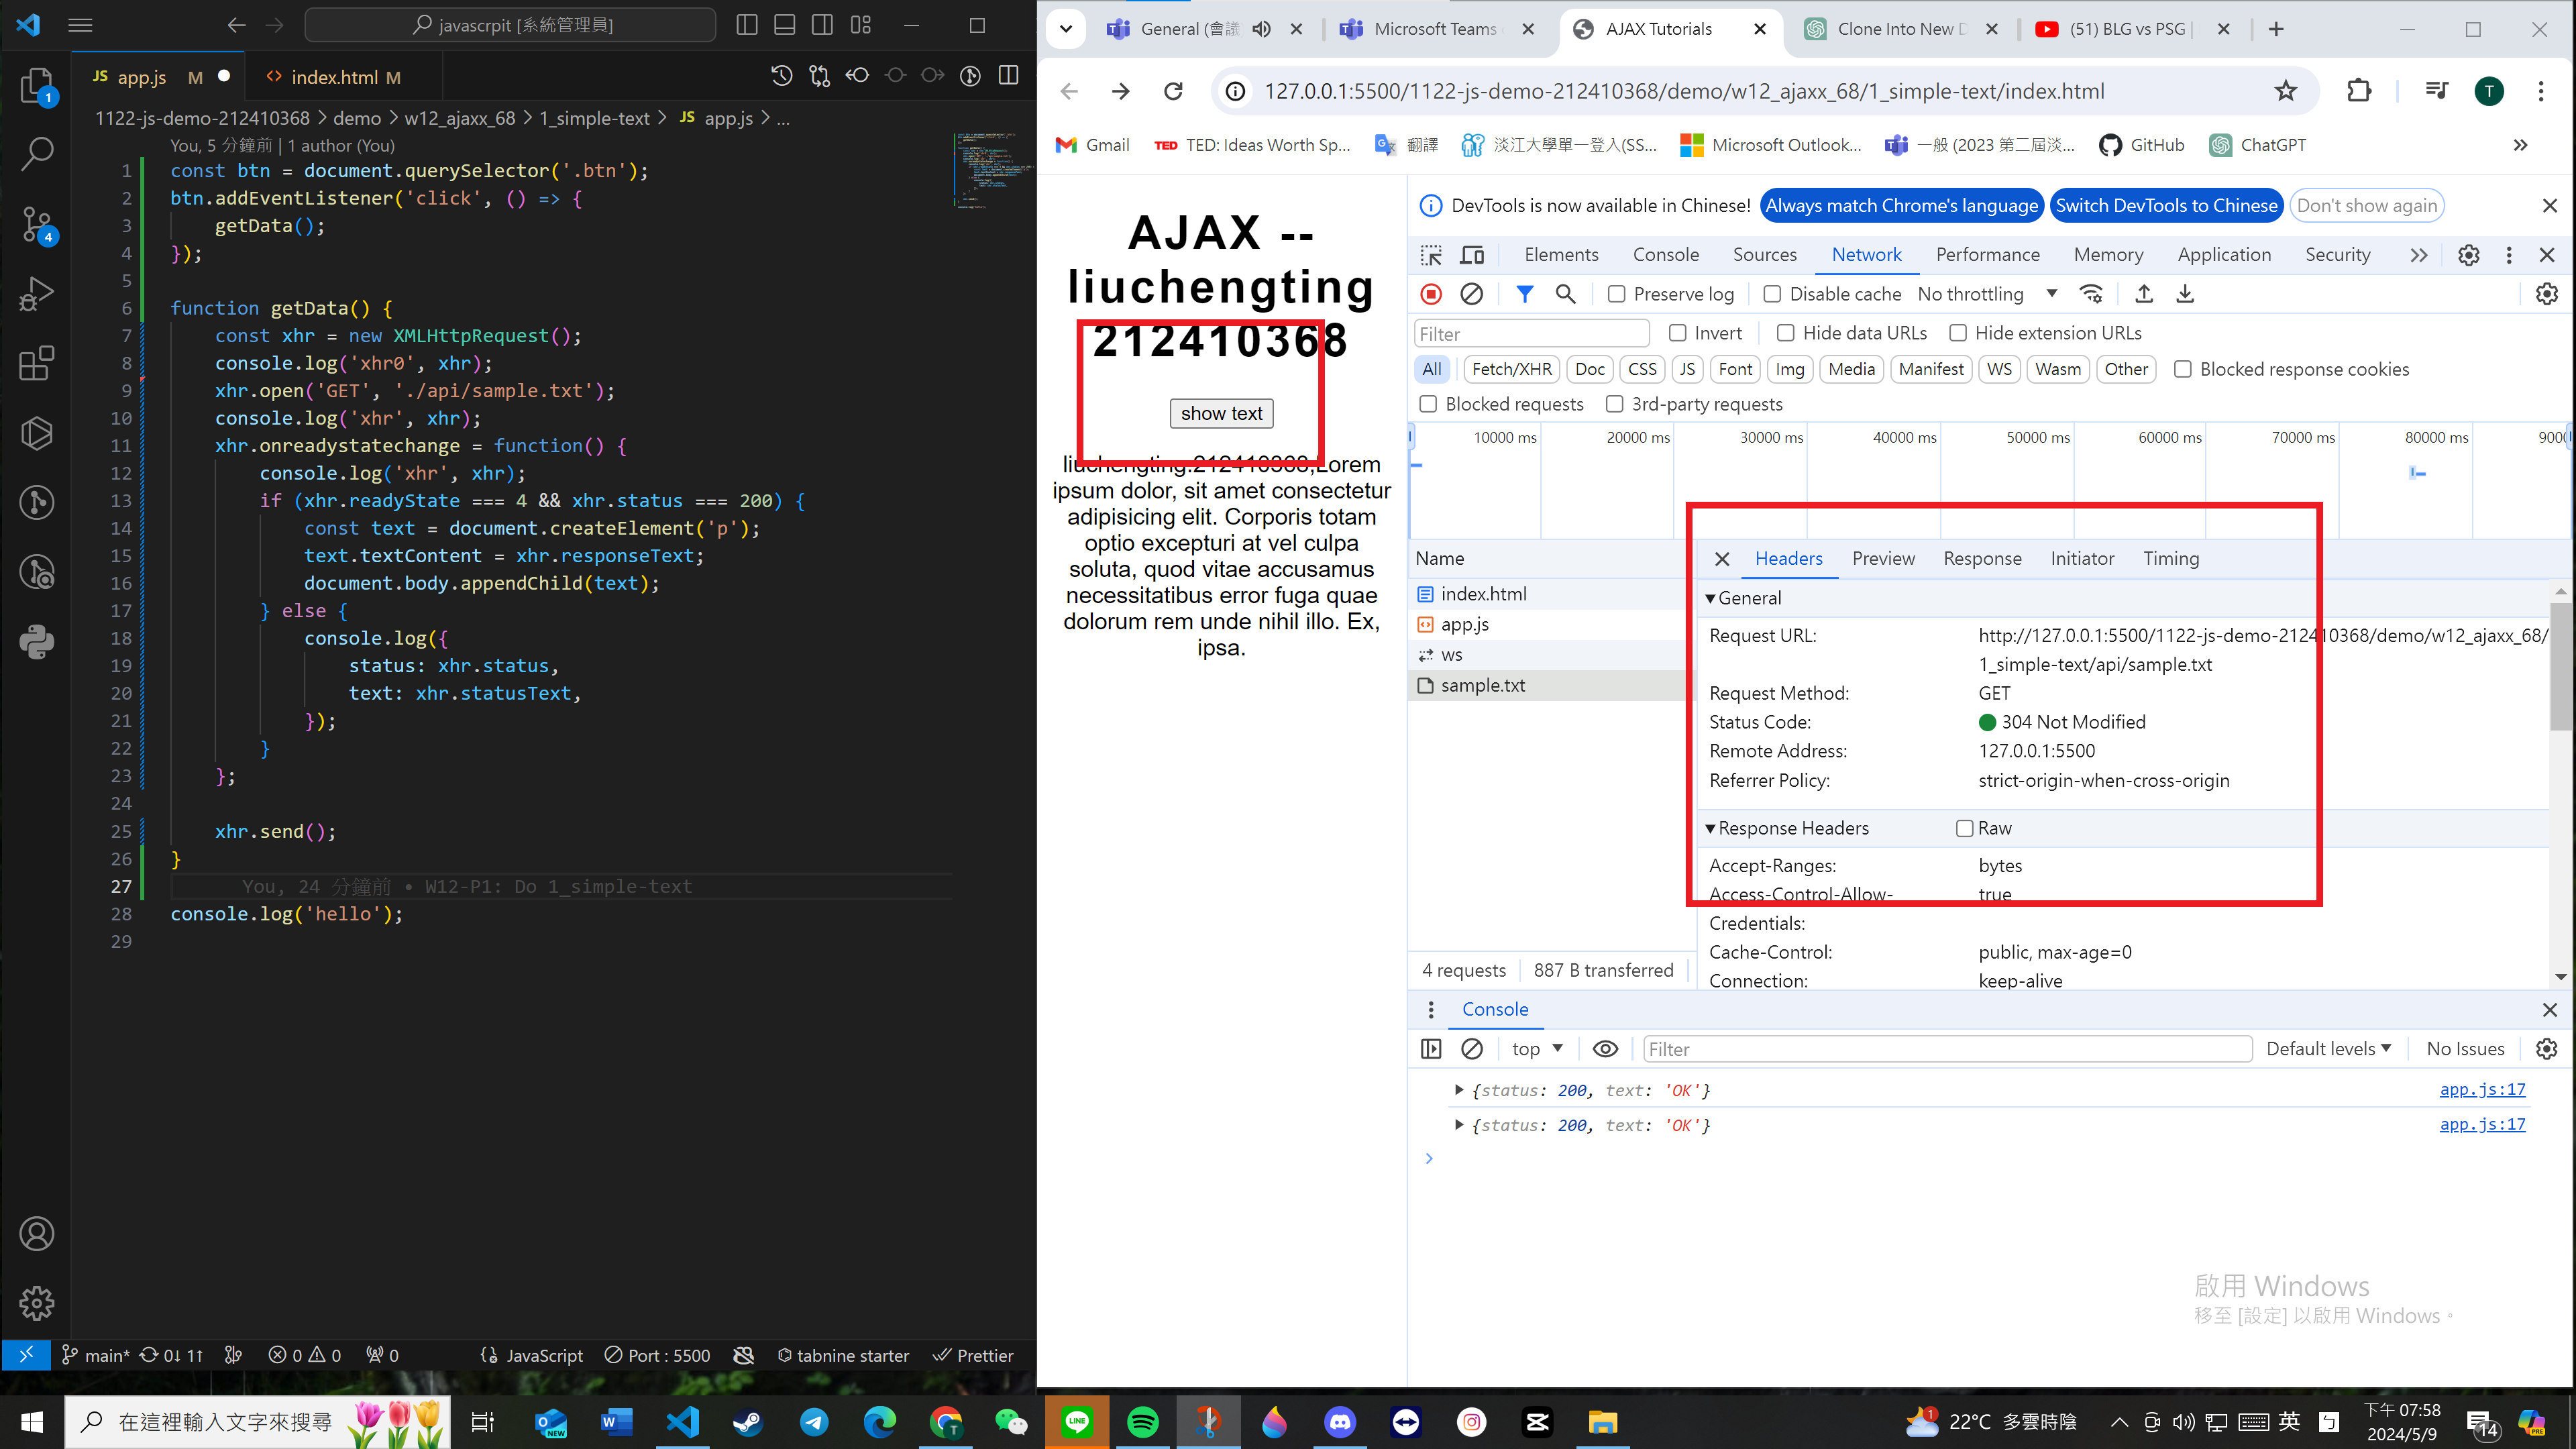 javascrpit [系統管理員]
JS app.js M
<> index.html M
1122-js-demo-212410368 > demo > w12_ajaxx_68 > 1_simple-text > JS app.js > ...
You, 5 分鐘前 | 1 author (You)
1 const btn = document.querySelector('.btn');
2 btn.addEventListener('click', () => {
3 getData();
4 });
5
6 function getData() {
7 const xhr = new XMLHttpRequest();
8 console.log('xhr0', xhr);
9 xhr.open('GET', './api/sample.txt');
10 console.log('xhr', xhr);
11 xhr.onreadystatechange = function() {
12 console.log('xhr', xhr);
13 if (xhr.readyState === 4 && xhr.status === 200) {
14 const text = document.createElement('p');
15 text.textContent = xhr.responseText;
16 document.body.appendChild(text);
17 } else {
18 console.log({
19 status: xhr.status,
20 text: xhr.statusText,
21 });
22 }
23 };
24
25 xhr.send();
26 }
27 You, 24 分鐘前 • W12-P1: Do 1_simple-text
28 console.log('hello');
29
1
4
main* 0↓ 1↑ 0 0 0 JavaScript Port : 5500 tabnine starter Prettier
General (會議
Microsoft Teams
AJAX Tutorials
Clone Into New D
(51) BLG vs PSG |
127.0.0.1:5500/1122-js-demo-212410368/demo/w12_ajaxx_68/1_simple-text/index.html
T
Gmail TED TED: Ideas Worth Sp... 翻譯 淡江大學單一登入(SS... Microsoft Outlook... 一般 (2023 第二屆淡... GitHub ChatGPT
AJAX --
liuchengting
212410368
show text
liuchengting.212410368,Lorem
ipsum dolor, sit amet consectetur
adipisicing elit. Corporis totam
optio excepturi at vel culpa
soluta, quod vitae accusamus
necessitatibus error fuga quae
dolorum rem unde nihil illo. Ex,
ipsa.
DevTools is now available in Chinese! Always match Chrome's language Switch DevTools to Chinese Don't show again
Elements Console Sources Network Performance Memory Application Security
Preserve log Disable cache No throttling
Filter Invert Hide data URLs Hide extension URLs
All Fetch/XHR Doc CSS JS Font Img Media Manifest WS Wasm Other Blocked response cookies
Blocked requests 3rd-party requests
10000 ms 20000 ms 30000 ms 40000 ms 50000 ms 60000 ms 70000 ms 80000 ms 9000
Name
index.html
app.js
ws
sample.txt
4 requests 887 B transferred
Headers Preview Response Initiator Timing
General
Request URL: http://127.0.0.1:5500/1122-js-demo-212410368/demo/w12_ajaxx_68/
1_simple-text/api/sample.txt
Request Method: GET
Status Code: 304 Not Modified
Remote Address: 127.0.0.1:5500
Referrer Policy: strict-origin-when-cross-origin
Response Headers Raw
Accept-Ranges: bytes
Access-Control-Allow- true
Credentials:
Cache-Control: public, max-age=0
Connection: keep-alive
Console
top Filter Default levels No Issues
{status: 200, text: 'OK'} app.js:17
{status: 200, text: 'OK'} app.js:17
啟用 Windows
移至 [設定] 以啟用 Windows。
在這裡輸入文字來搜尋
NEW
LINE
1 22°C 多雲時陰
英
下午 07:58
2024/5/9
14
PRE